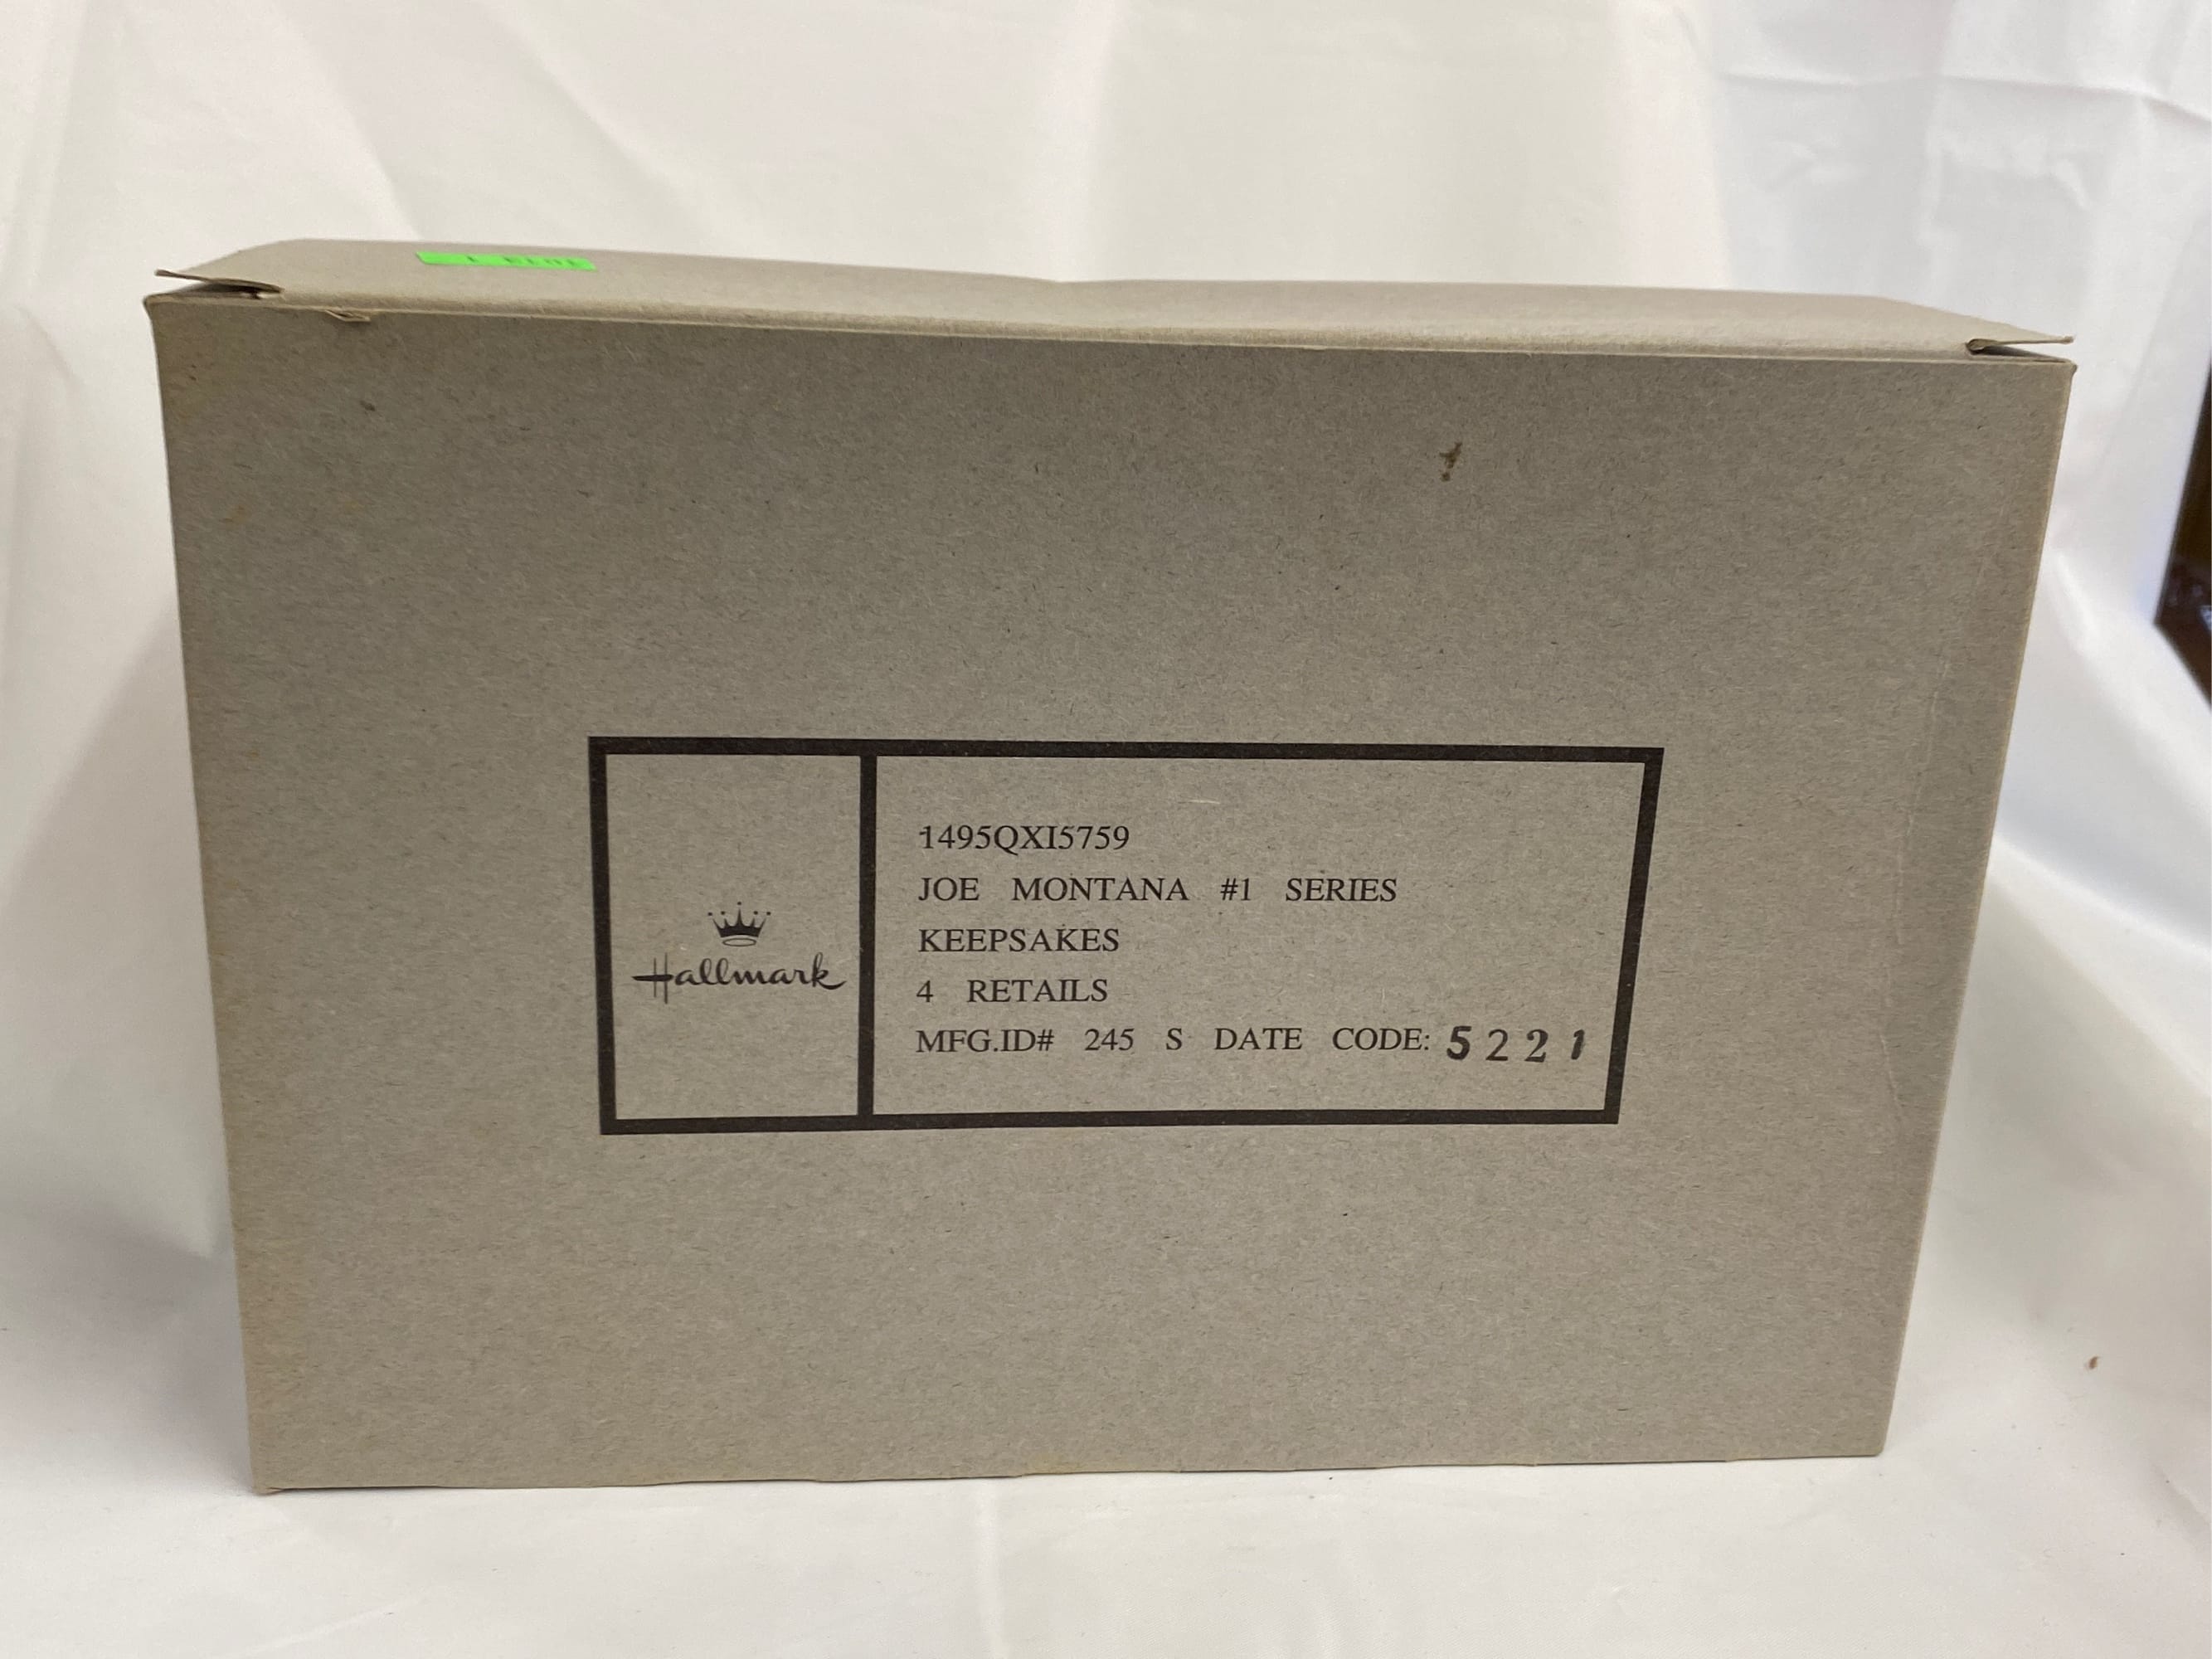 Hallmark
1495QXI5759
JOE MONTANA #1 SERIES
KEEPSAKES
4 RETAILS
MFG.ID# 245 S DATE CODE: 5221